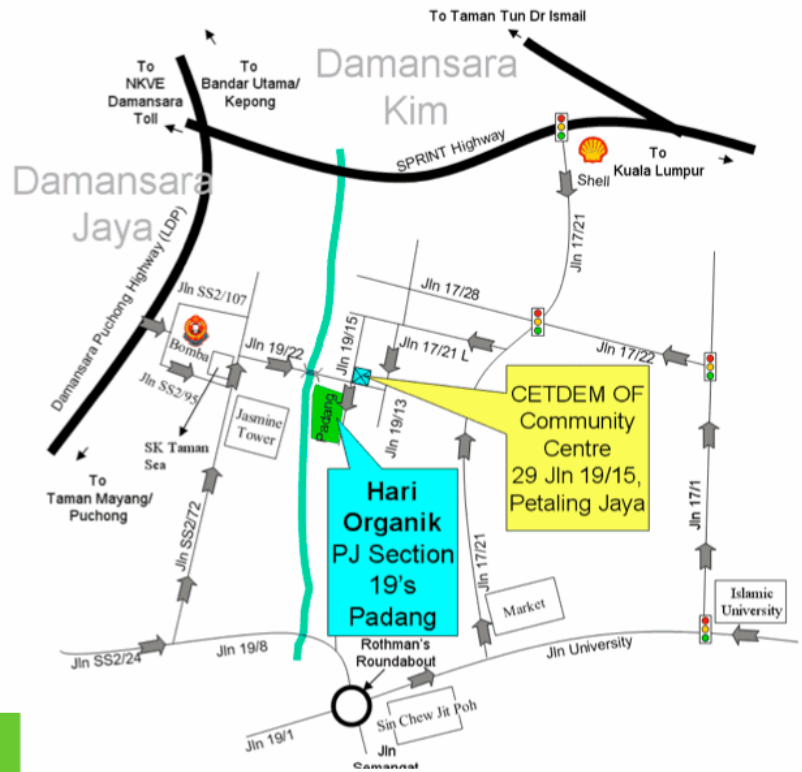 To Taman Tun Dr Ismail
To
NKVE
Damansara
Toll
To
Bandar Utama/
Kepong
Damansara
Kim
SPRINT Highway
Shell
To
Kuala Lumpur
Damansara
Jaya
Damansara Puchong Highway (LDP)
Jln 17/21
Jln SS2/107
Jln 17/28
Bomba
Jln 19/22
Jln 19/15
Jln 17/21 L
Jln 17/22
Jln SS2/95
SK Taman
Sea
Jasmine
Tower
Padang
Jln 19/13
CETDEM OF
Community
Centre
29 Jln 19/15,
Petaling Jaya
To
Taman Mayang/
Puchong
Hari
Organik
PJ Section
19's
Padang
Jln SS2/72
Jln 17/21
Jln 17/1
Market
Islamic
University
Jln SS2/24
Jln 19/8
Rothman's
Roundabout
Jln University
Sin Chew Jit Poh
Jln 19/1
Jln
Semangat